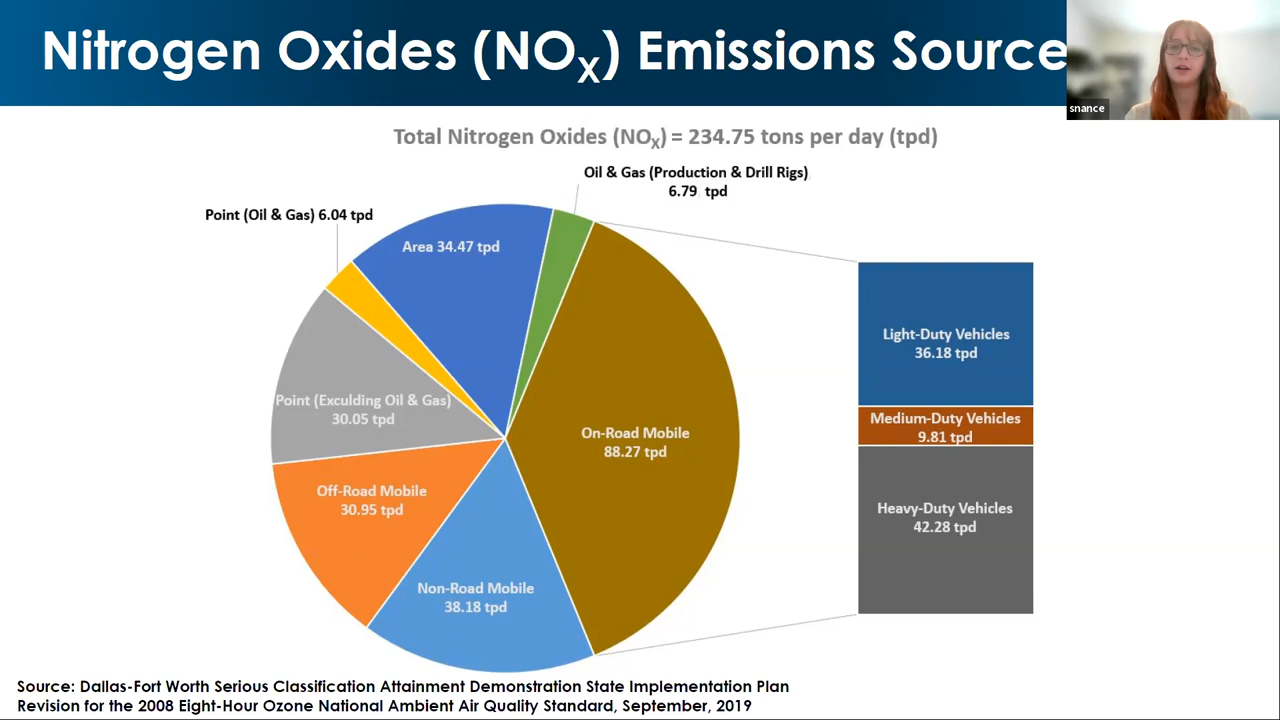 Nitrogen Oxides (NOX) Emissions Source
snance
Total Nitrogen Oxides (NOX) = 234.75 tons per day (tpd)
Oil & Gas (Production & Drill Rigs)
6.79 tpd
Point (Oil & Gas) 6.04 tpd
Area 34.47 tpd
Point (Exculding Oil & Gas)
30.05 tpd
On-Road Mobile
88.27 tpd
Off-Road Mobile
30.95 tpd
Non-Road Mobile
38.18 tpd
Light-Duty Vehicles
36.18 tpd
Medium-Duty Vehicles
9.81 tpd
Heavy-Duty Vehicles
42.28 tpd
Source: Dallas-Fort Worth Serious Classification Attainment Demonstration State Implementation Plan
Revision for the 2008 Eight-Hour Ozone National Ambient Air Quality Standard, September, 2019